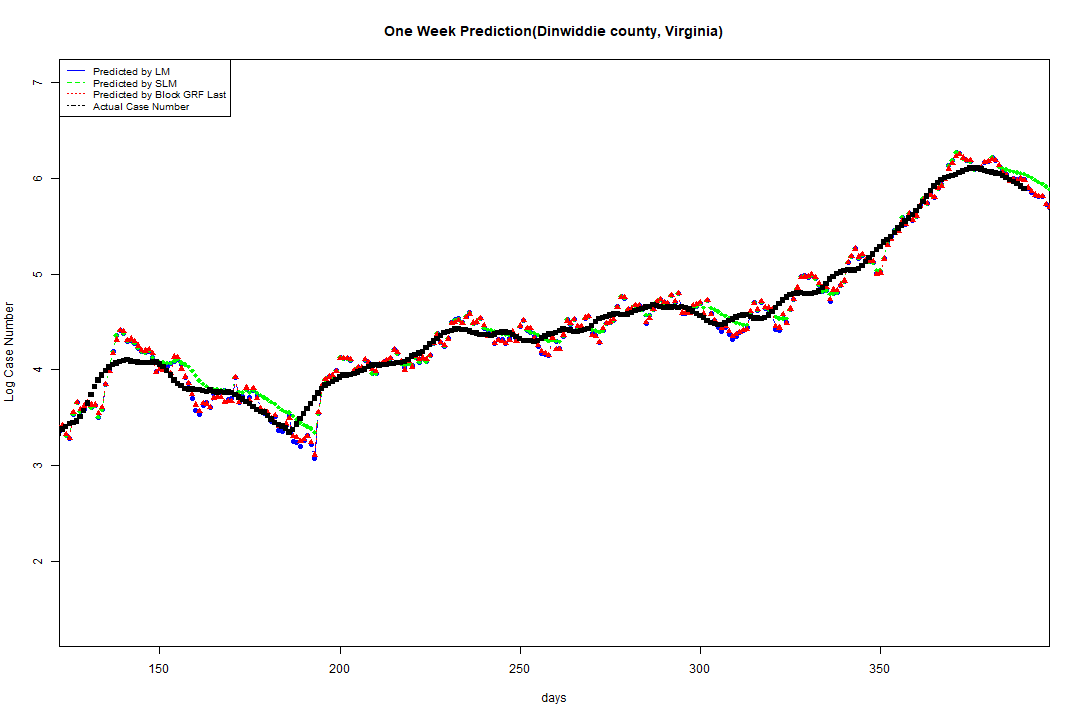 One Week Prediction(Dinwiddie county, Virginia)
Predicted by LM
Predicted by SLM
Predicted by Block GRF Last
Actual Case Number
7
6
5
4
3
2
Log Case Number
150 200 250 300 350
days